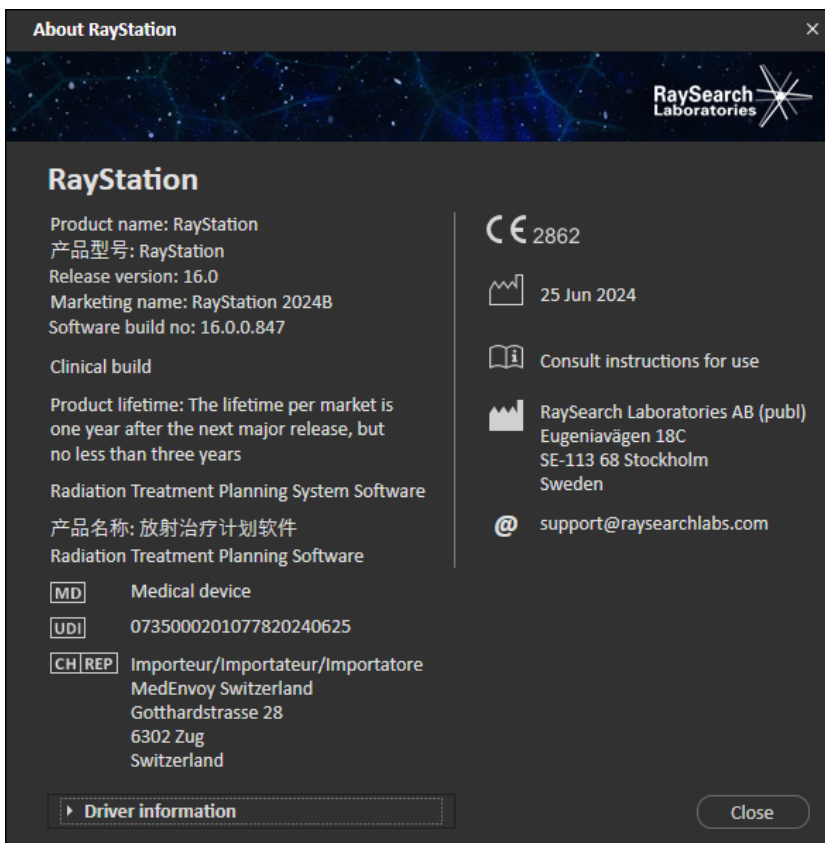 About RayStation
RaySearch
Laboratories
RayStation
Product name: RayStation
产品型号: RayStation
Release version: 16.0
Marketing name: RayStation 2024B
Software build no: 16.0.0.847
Clinical build
Product lifetime: The lifetime per market is
one year after the next major release, but
no less than three years
Radiation Treatment Planning System Software
产品名称: 放射治疗计划软件
Radiation Treatment Planning Software
MD Medical device
UDI 0735000201077820240625
CH REP Importeur/Importateur/Importatore
MedEnvoy Switzerland
Gotthardstrasse 28
6302 Zug
Switzerland
CE 2862
25 Jun 2024
Consult instructions for use
RaySearch Laboratories AB (publ)
Eugeniavägen 18C
SE-113 68 Stockholm
Sweden
@ support@raysearchlabs.com
Driver information
Close